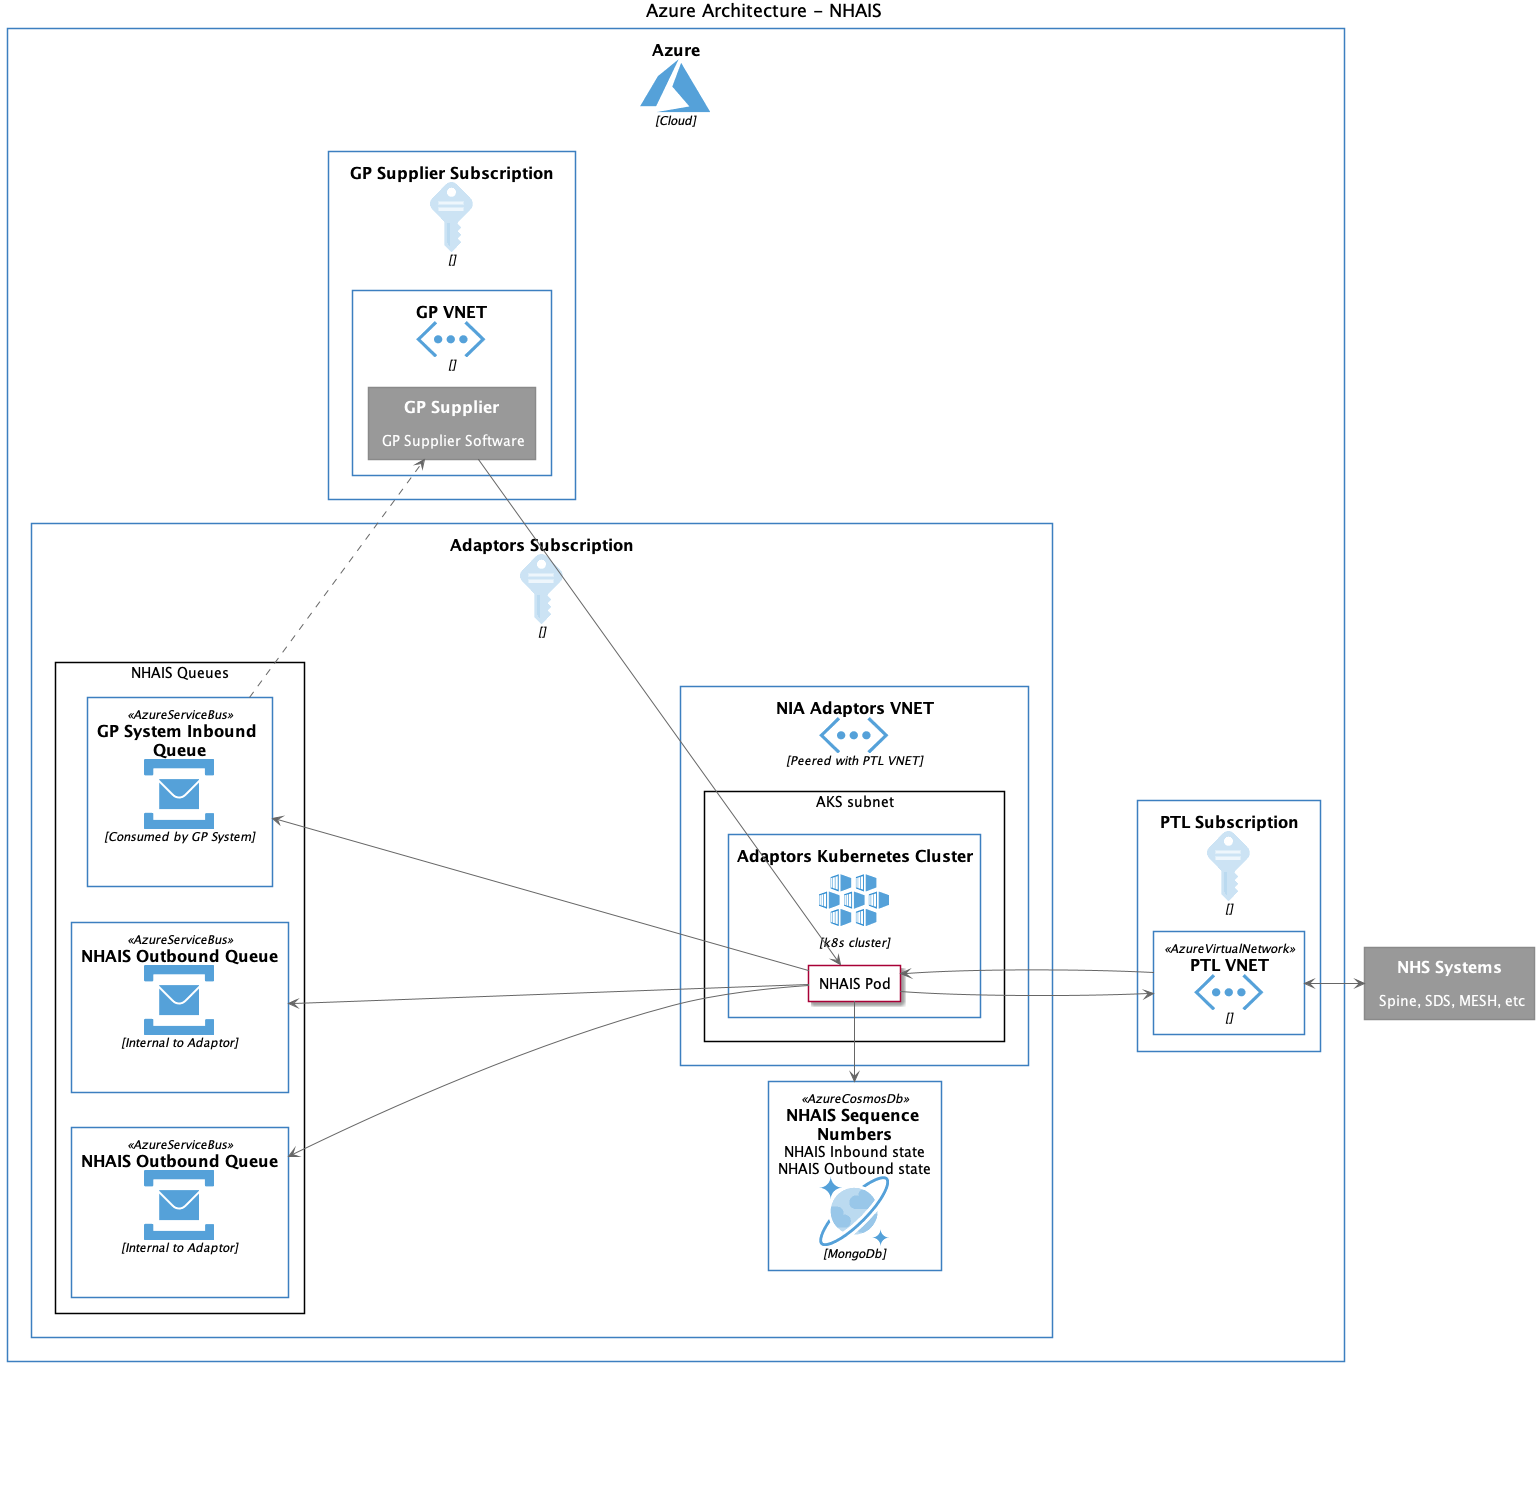 Azure Architecture – NHAIS
Azure
[Cloud]
GP Supplier Subscription
[]
GP VNET
[]
GP Supplier
GP Supplier Software
Adaptors Subscription
[]
NHAIS Queues
«AzureServiceBus»
GP System Inbound
Queue
[Consumed by GP System]
«AzureServiceBus»
NHAIS Outbound Queue
[Internal to Adaptor]
«AzureServiceBus»
NHAIS Outbound Queue
[Internal to Adaptor]
NIA Adaptors VNET
[Peered with PTL VNET]
AKS subnet
Adaptors Kubernetes Cluster
[k8s cluster]
NHAIS Pod
«AzureCosmosDb»
NHAIS Sequence
Numbers
NHAIS Inbound state
NHAIS Outbound state
[MongoDb]
PTL Subscription
[]
«AzureVirtualNetwork»
PTL VNET
[]
NHS Systems
Spine, SDS, MESH, etc